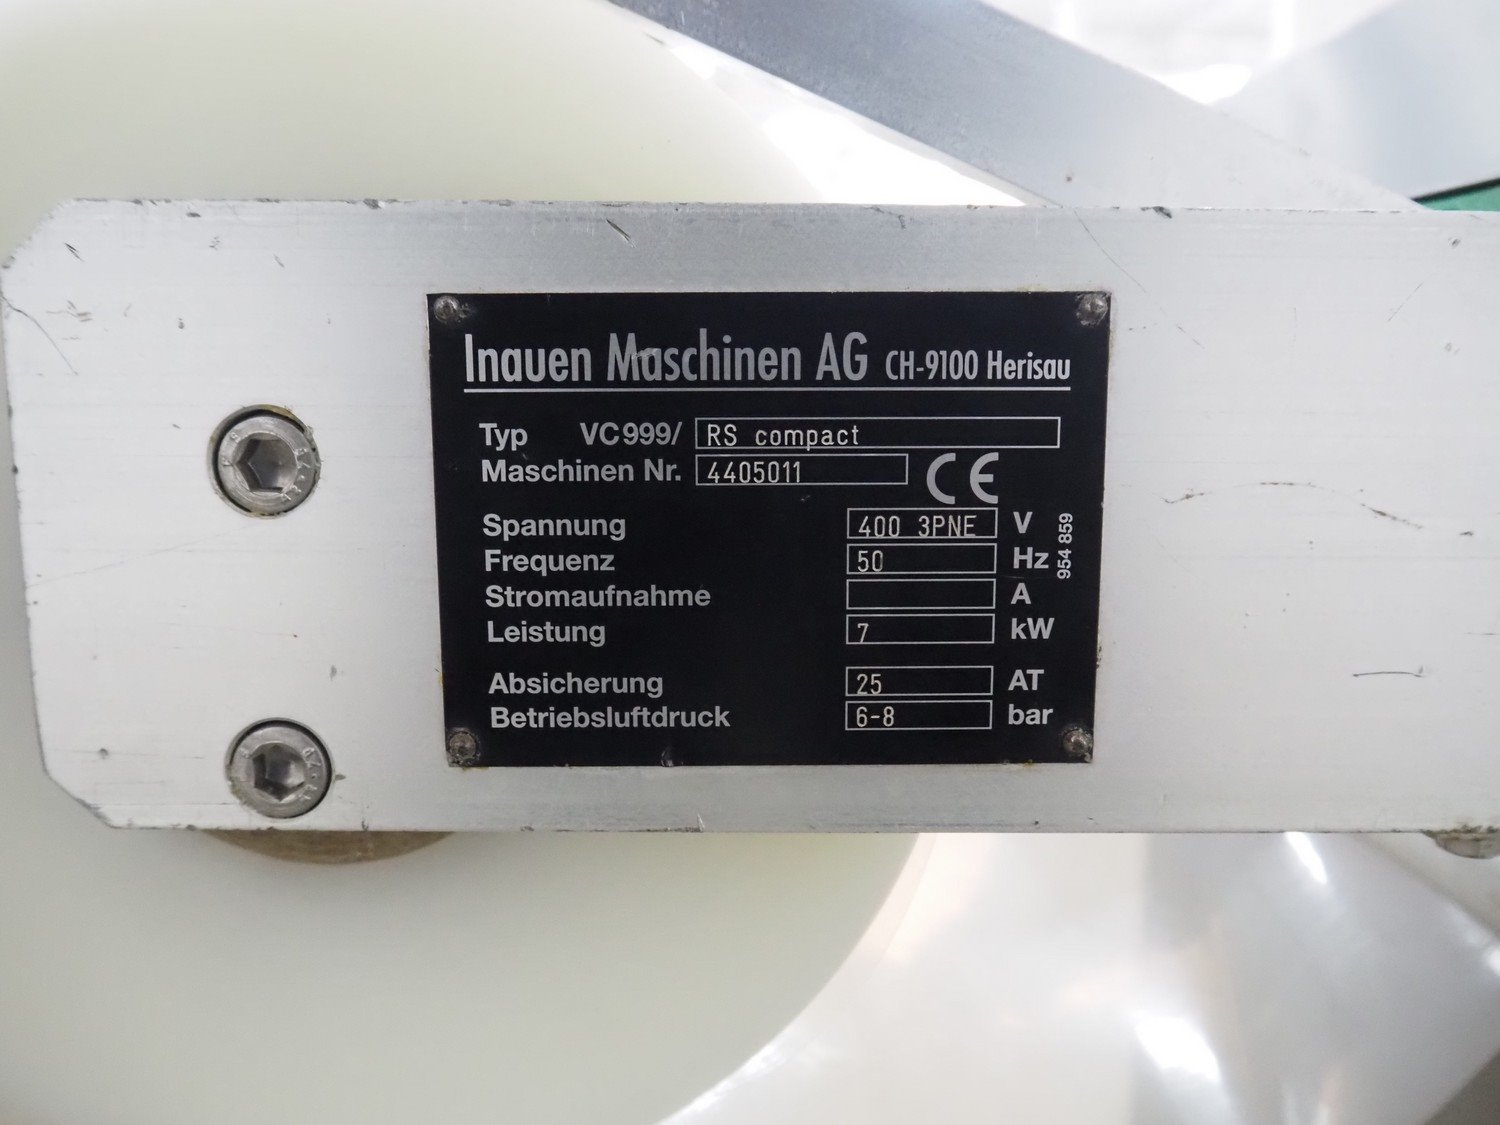 Inauen Maschinen AG CH-9100 Herisau
Typ VC999/ RS compact
Maschinen Nr. 4405011 CE
Spannung 400 3PNE V
Frequenz 50 Hz
Stromaufnahme A
Leistung 7 kW
954 859
Absicherung 25 AT
Betriebsluftdruck 6-8 bar